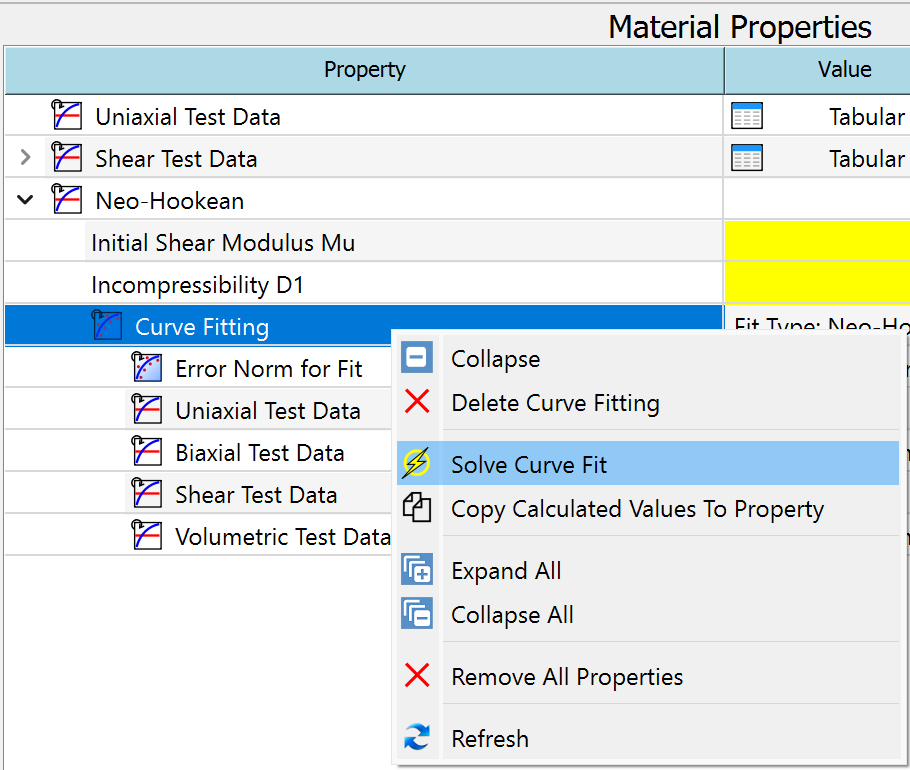 Material Properties
Property Value
Uniaxial Test Data Tabular
Shear Test Data Tabular
Neo-Hookean
Initial Shear Modulus Mu
Incompressibility D1
Curve Fitting Fit Type: Neo-Ho
Error Norm for Fit
Uniaxial Test Data
Biaxial Test Data
Shear Test Data
Volumetric Test Data
Collapse
Delete Curve Fitting
Solve Curve Fit
Copy Calculated Values To Property
Expand All
Collapse All
Remove All Properties
Refresh